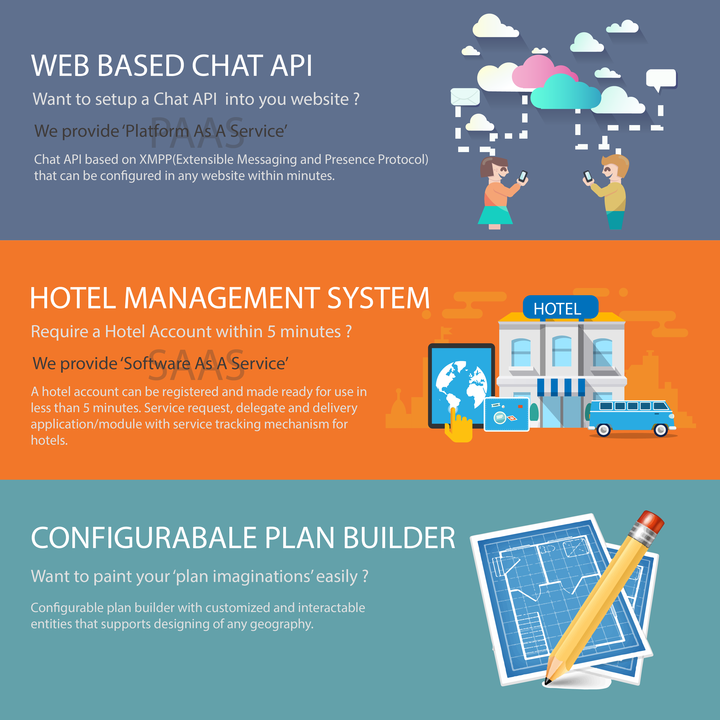 WEB BASED CHAT API
Want to setup a Chat API into you website ?
PAAS
We provide ‘Platform As A Service’
Chat API based on XMPP(Extensible Messaging and Presence Protocol)
that can be configured in any website within minutes.
HOTEL MANAGEMENT SYSTEM
HOTEL
Require a Hotel Account within 5 minutes ?
SAAS
We provide ‘Software As A Service’
A hotel account can be registered and made ready for use in
less than 5 minutes. Service request, delegate and delivery
application/module with service tracking mechanism for
hotels.
CONFIGURABALE PLAN BUILDER
Want to paint your ‘plan imaginations’ easily ?
Configurable plan builder with customized and interactable
entities that supports designing of any geography.